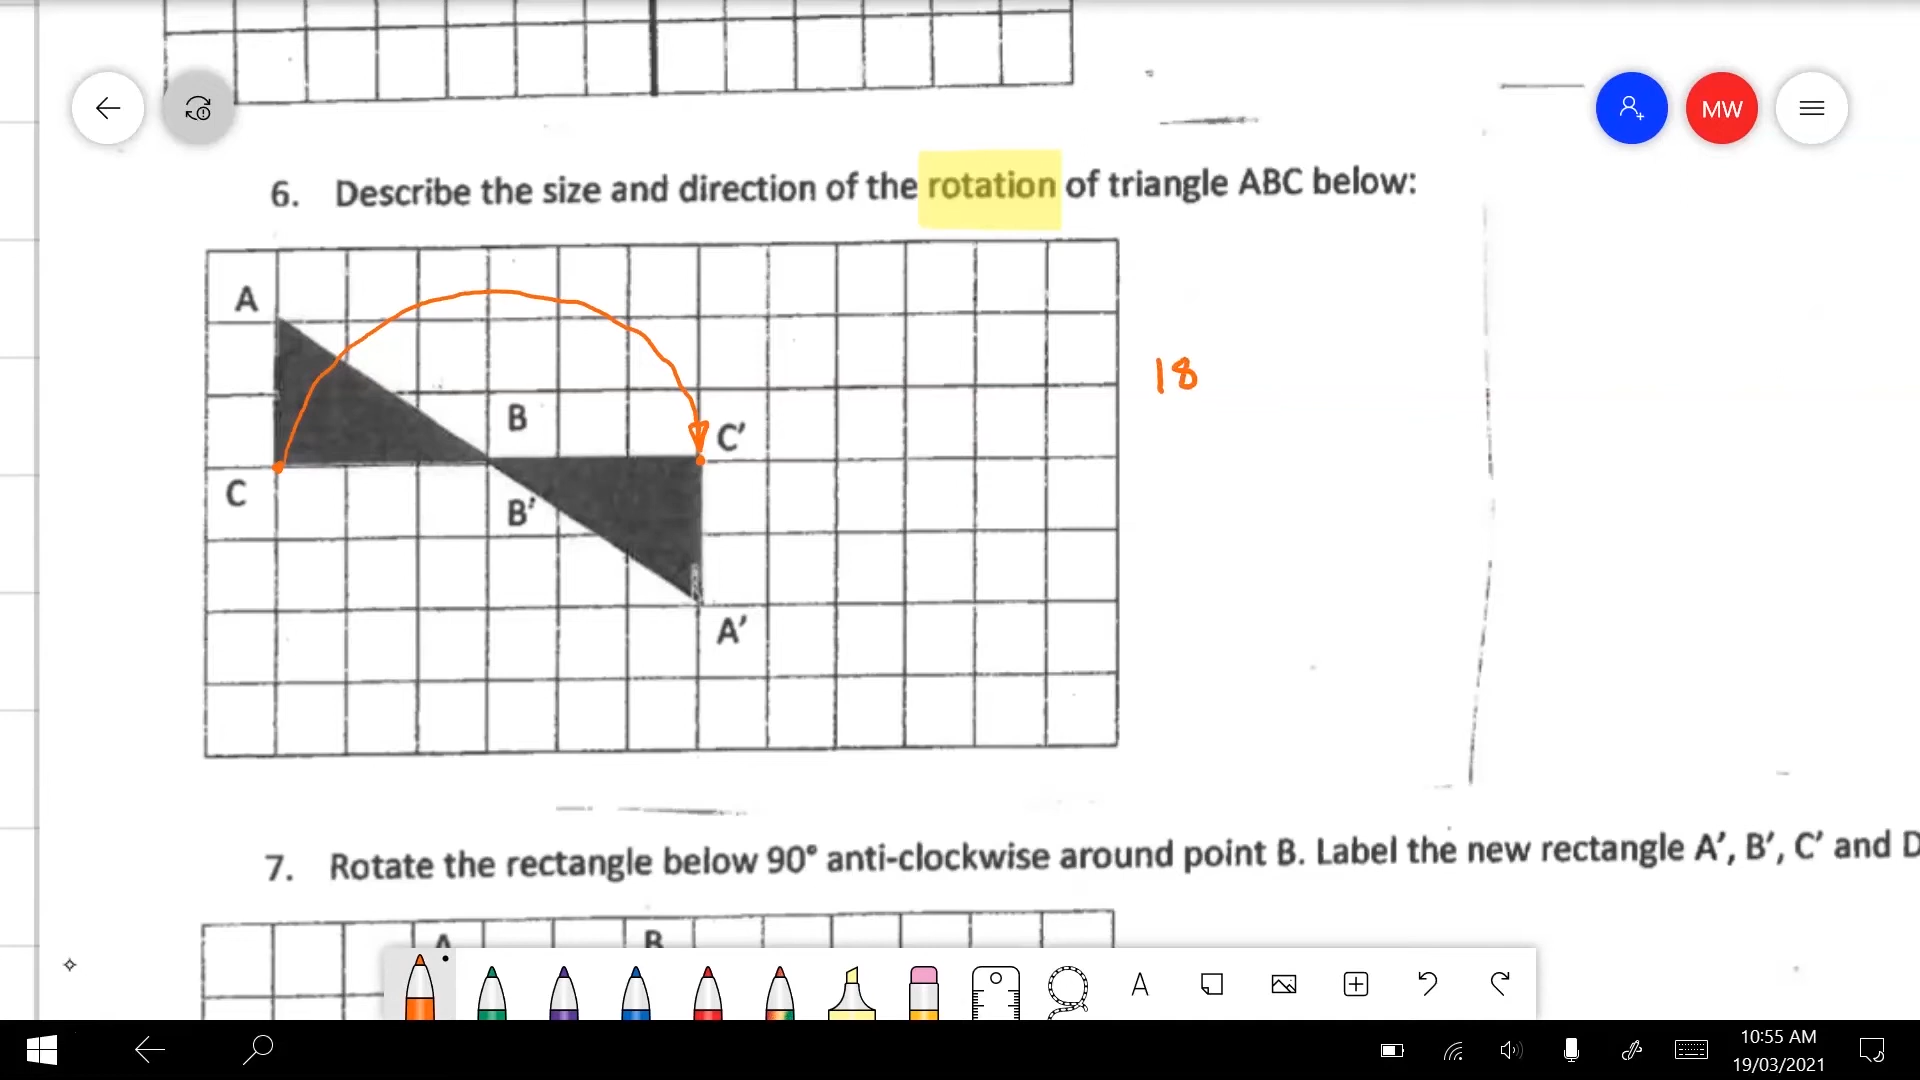 MW
6. Describe the size and direction of the rotation of triangle ABC below:
A
18
B
C'
C
B'
A'
7. Rotate the rectangle below 90° anti-clockwise around point B. Label the new rectangle A', B', C' and D
A B
A
10:55 AM
19/03/2021